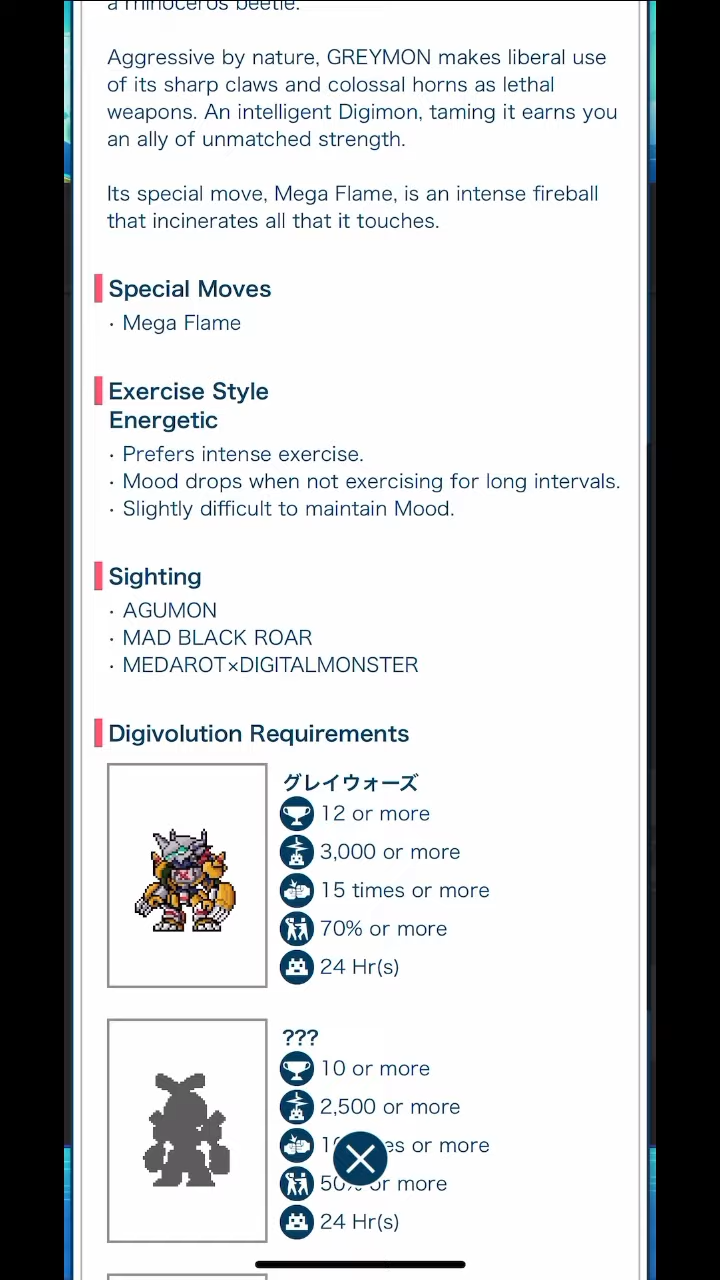 a rhinoceros beetle.
Aggressive by nature, GREYMON makes liberal use
of its sharp claws and colossal horns as lethal
weapons. An intelligent Digimon, taming it earns you
an ally of unmatched strength.
Its special move, Mega Flame, is an intense fireball
that incinerates all that it touches.
Special Moves
· Mega Flame
Exercise Style
Energetic
· Prefers intense exercise.
· Mood drops when not exercising for long intervals.
· Slightly difficult to maintain Mood.
Sighting
· AGUMON
· MAD BLACK ROAR
· MEDAROT×DIGITALMONSTER
Digivolution Requirements
グレイウォーズ
12 or more
3,000 or more
15 times or more
70% or more
24 Hr(s)
???
10 or more
2,500 or more
or more
50% or more
24 Hr(s)